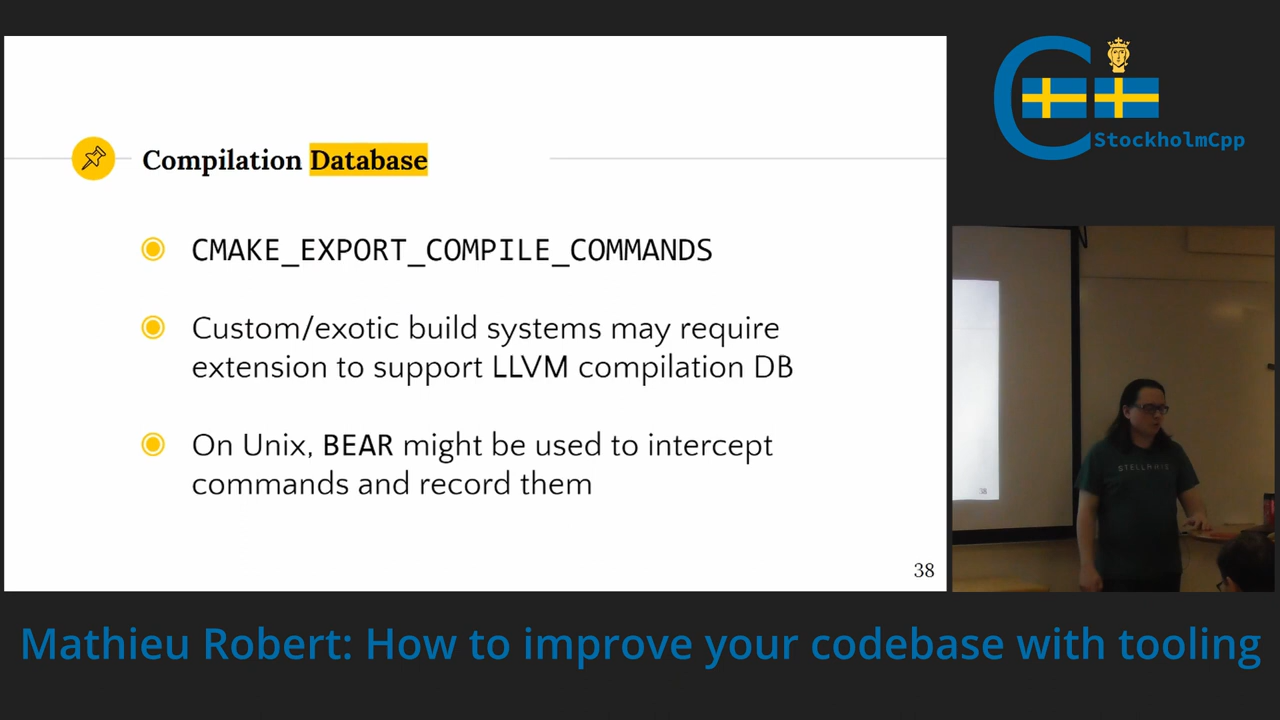 StockholmCpp
Compilation Database
CMAKE_EXPORT_COMPILE_COMMANDS
Custom/exotic build systems may require
extension to support LLVM compilation DB
On Unix, BEAR might be used to intercept
commands and record them
38
STELLARIS
38
Mathieu Robert: How to improve your codebase with tooling